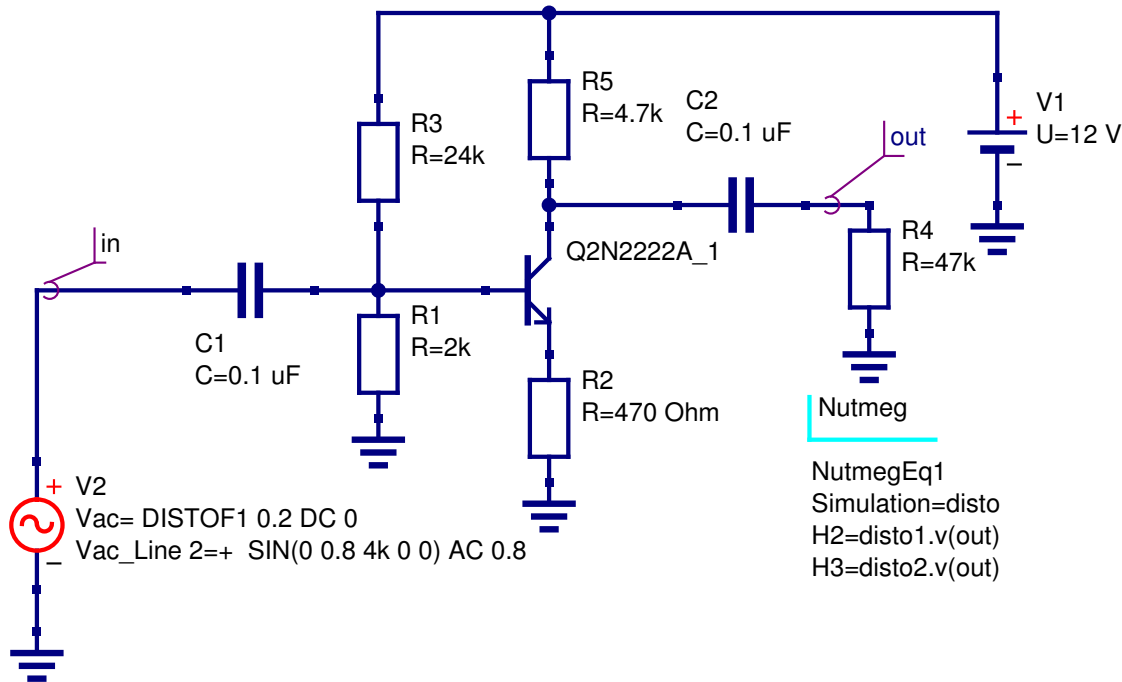 R5
R=4.7k
C2
C=0.1 uF
V1
+
U=12 V
−
R3
R=24k
out
in
Q2N2222A_1
R4
R=47k
C1
C=0.1 uF
R1
R=2k
R2
R=470 Ohm
Nutmeg
+
V2
Vac= DISTOF1 0.2 DC 0
Vac_Line 2=+  SIN(0 0.8 4k 0 0) AC 0.8
−
NutmegEq1
Simulation=disto
H2=disto1.v(out)
H3=disto2.v(out)